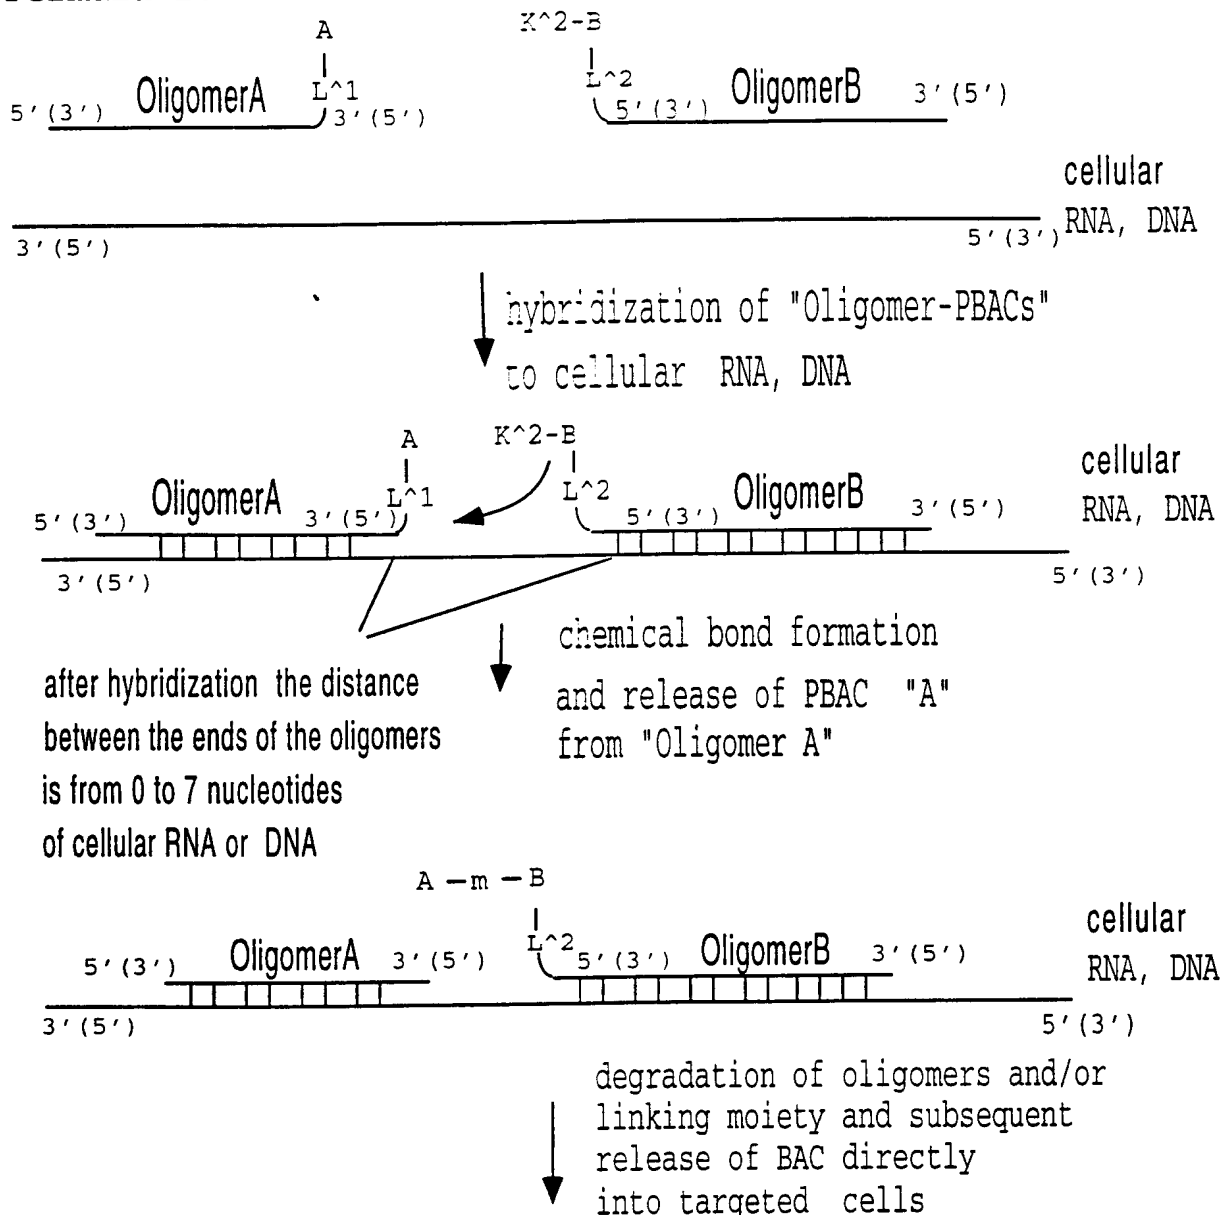 A
K^2-B
L^1
L^2
5'(3') OligomerA 3'(5')
5'(3') OligomerB 3'(5')
cellular
RNA, DNA
3'(5') 5'(3')
hybridization of "Oligomer-PBACs"
to cellular RNA, DNA
A
K^2-B
L^1
L^2
5'(3') OligomerA 3'(5')
5'(3') OligomerB 3'(5')
cellular
RNA, DNA
3'(5') 5'(3')
chemical bond formation
and release of PBAC "A"
from "Oligomer A"
after hybridization the distance
between the ends of the oligomers
is from 0 to 7 nucleotides
of cellular RNA or DNA
A – m – B
L^2
5'(3') OligomerA 3'(5')
5'(3') OligomerB 3'(5')
cellular
RNA, DNA
3'(5') 5'(3')
degradation of oligomers and/or
linking moiety and subsequent
release of BAC directly
into targeted cells